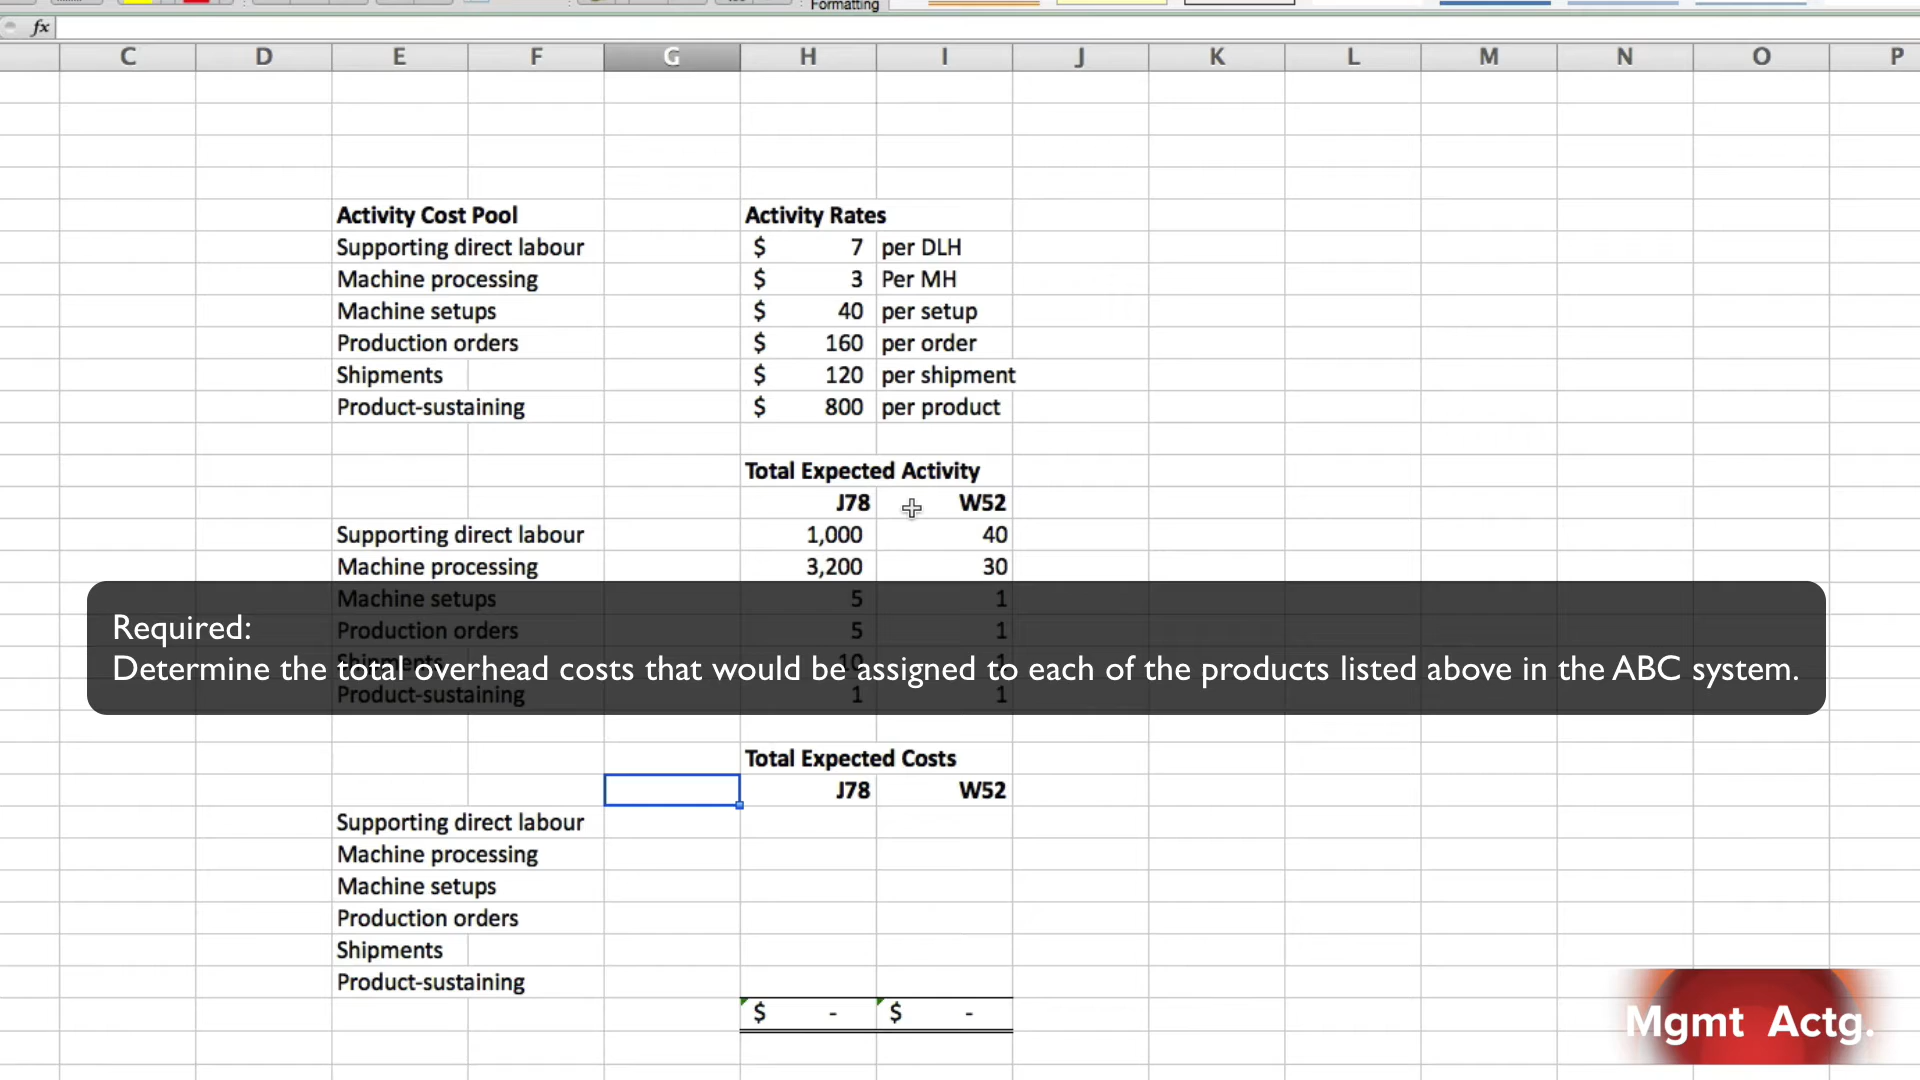 Formatting
fx
C D E F G H I J K L M N O P
Activity Cost Pool Activity Rates
Supporting direct labour $ 7 per DLH
Machine processing $ 3 Per MH
Machine setups $ 40 per setup
Production orders $ 160 per order
Shipments $ 120 per shipment
Product-sustaining $ 800 per product
Total Expected Activity
J78 W52
Supporting direct labour 1,000 40
Machine processing 3,200 30
Machine setups 5 1
Required:
Production orders 5 1
Determine the total overhead costs that would be assigned to each of the products listed above in the ABC system.
Shipments 10 1
Product-sustaining 1 1
Total Expected Costs
J78 W52
Supporting direct labour
Machine processing
Machine setups
Production orders
Shipments
Product-sustaining
$ - $ -
Mgmt Actg.